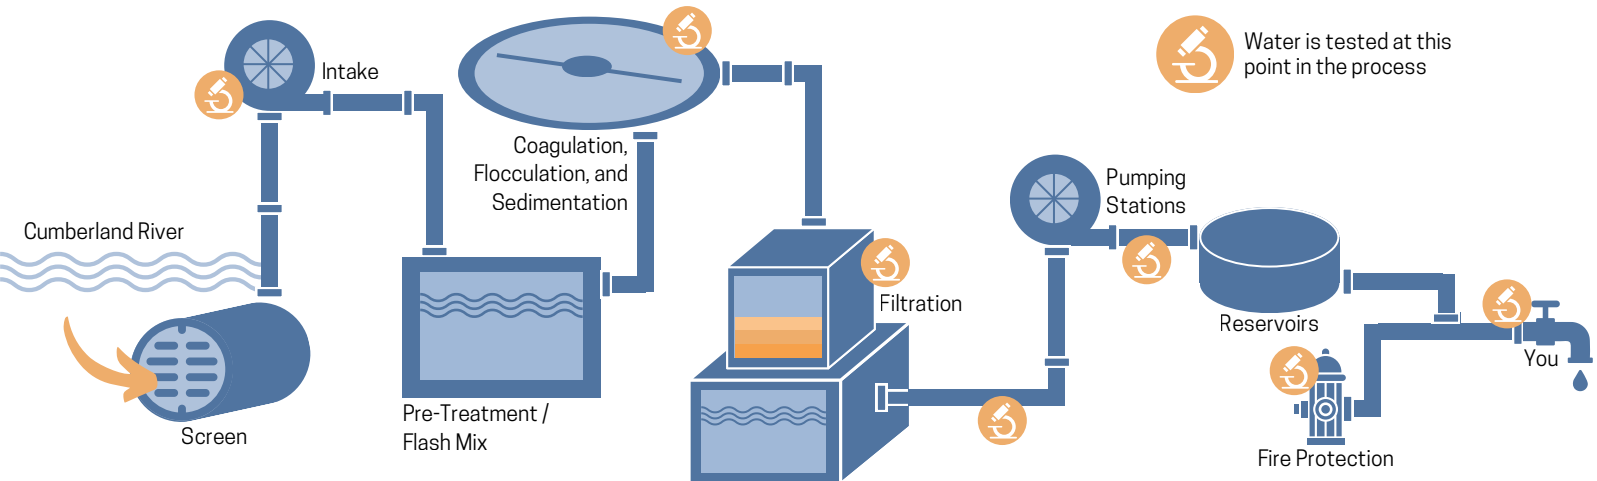 Intake
Water is tested at this
point in the process
Coagulation,
Flocculation, and
Sedimentation
Cumberland River
Pumping
Stations
Filtration
Reservoirs
You
Screen
Pre-Treatment /
Flash Mix
Fire Protection